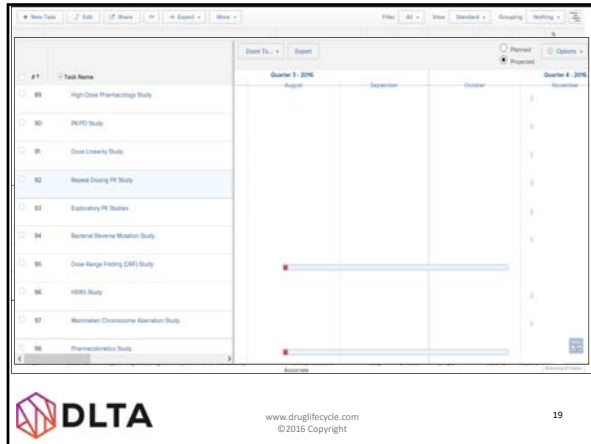 + New Task Edit Share Export More Filter All View Standard Grouping Nothing
Zoom To... Export Planned Projected Options
# Task Name Quarter 3 - 2016 Quarter 4 - 2016
August September October November
89 High-Dose Pharmacology Study
90 PK/PD Study
91 Dose Linearity Study
92 Repeat Dosing PK Study
93 Exploratory PK Studies
94 Bacterial Reverse Mutation Study
95 Dose Range Finding (DRF) Study
96 Study
97 Mammalian Chromosome Aberration Study
98 Pharmacokinetics Study
Associate
DLTA
www.druglifecycle.com
©2016 Copyright
19